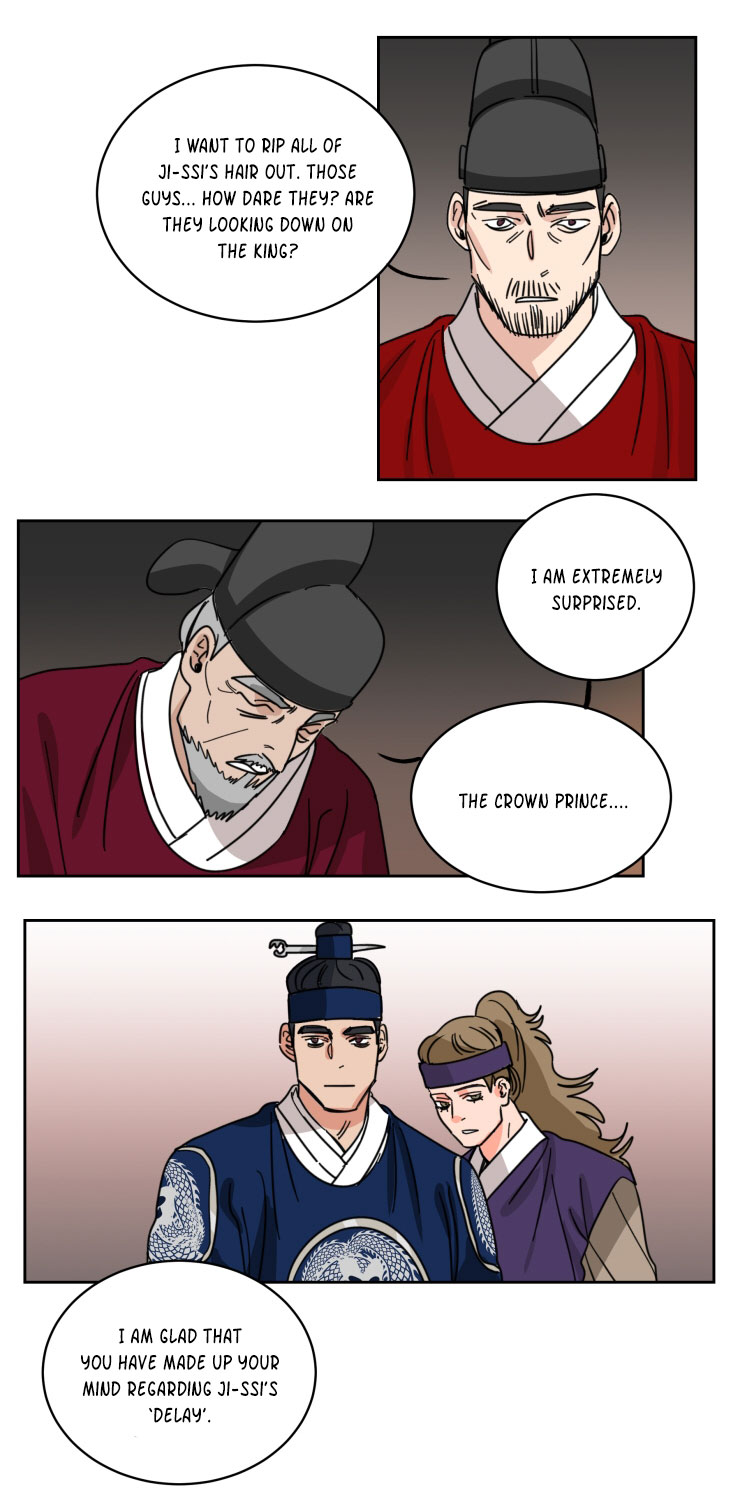 I WANT TO RIP ALL OF
JI-SSI'S HAIR OUT. THOSE
GUYS... HOW DARE THEY? ARE
THEY LOOKING DOWN ON
THE KING?
I AM EXTREMELY
SURPRISED.
THE CROWN PRINCE....
I AM GLAD THAT
YOU HAVE MADE UP YOUR
MIND REGARDING JI-SSI'S
'DELAY'.